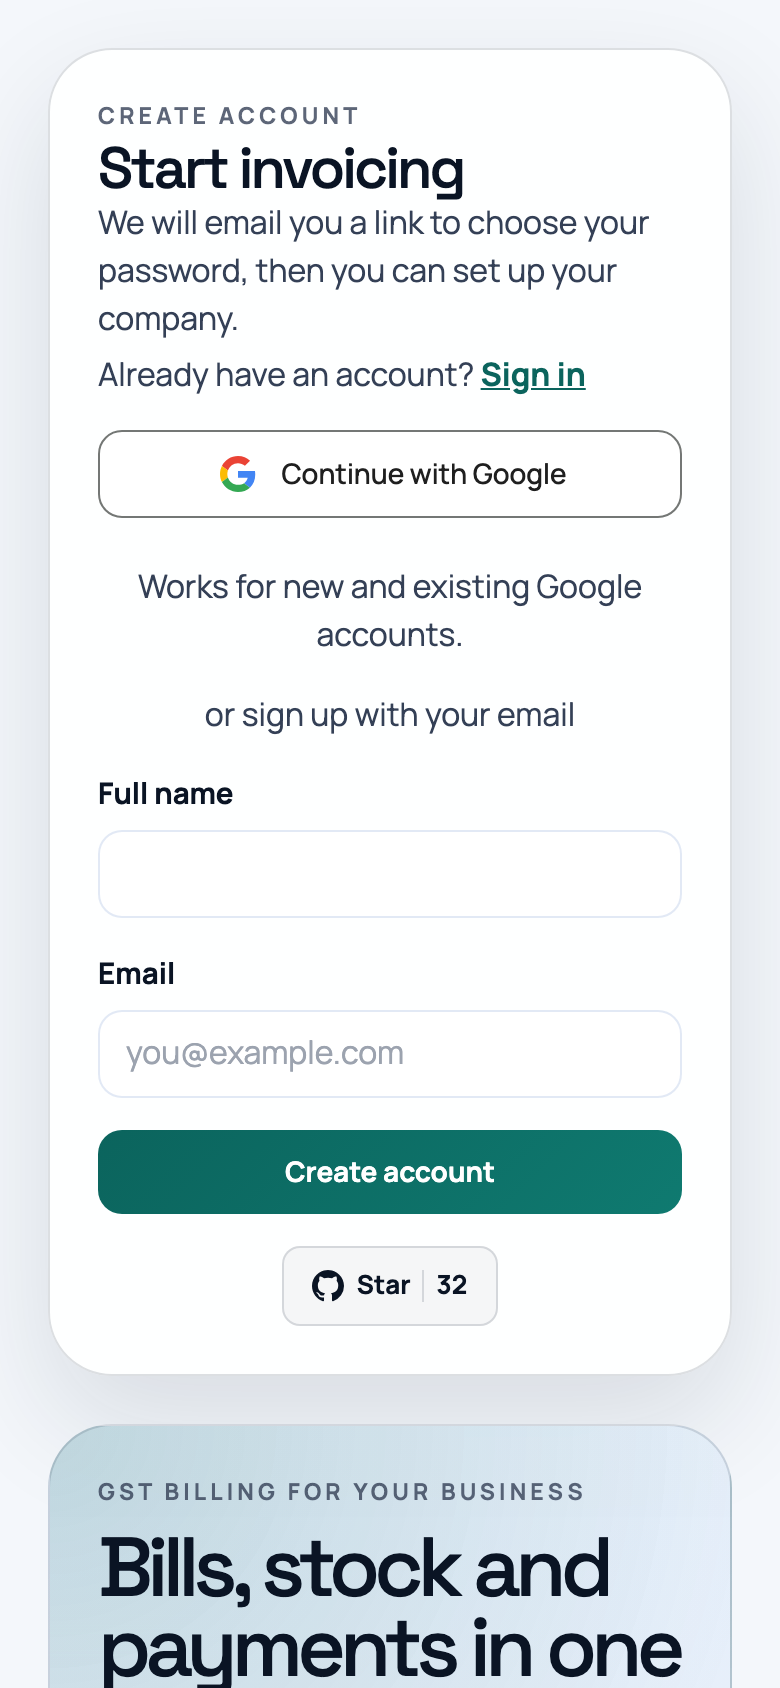 CREATE ACCOUNT
Start invoicing
We will email you a link to choose your
password, then you can set up your
company.
Already have an account? Sign in
Continue with Google
Works for new and existing Google
accounts.
or sign up with your email
Full name
Email
you@example.com
Create account
Star 32
GST BILLING FOR YOUR BUSINESS
Bills, stock and
payments in one